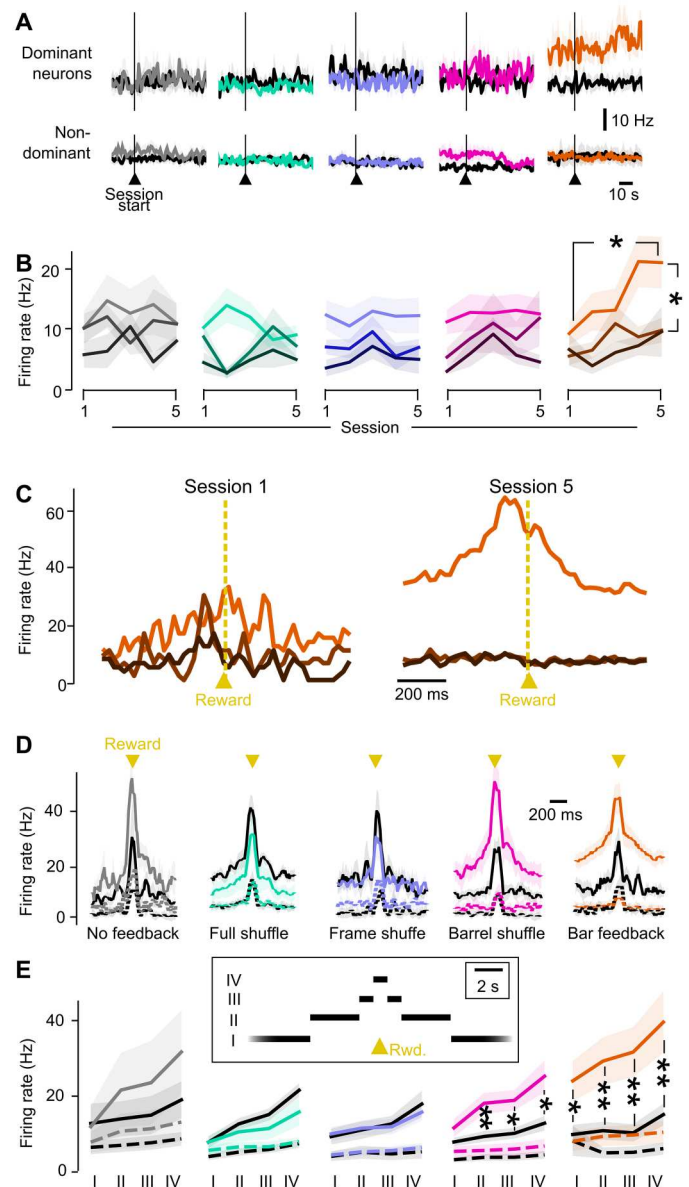 A
Dominant
neurons
Non-
dominant
10 Hz
Session
start
10 s
B
Firing rate (Hz)
20
10
0
1 5 1 5 1 5 1 5 1 5
Session
*
*
C
Session 1 Session 5
Firing rate (Hz)
60
40
20
0
Reward Reward
200 ms
D
Reward
200 ms
Firing rate (Hz)
40
20
0
No feedback Full shuffle Frame shuffe Barrel shuffle Bar feedback
E
IV
III
II
I
2 s
Rwd.
Firing rate (Hz)
40
20
0
** * * * ** ** **
I II III IV I II III IV I II III IV I II III IV I II III IV